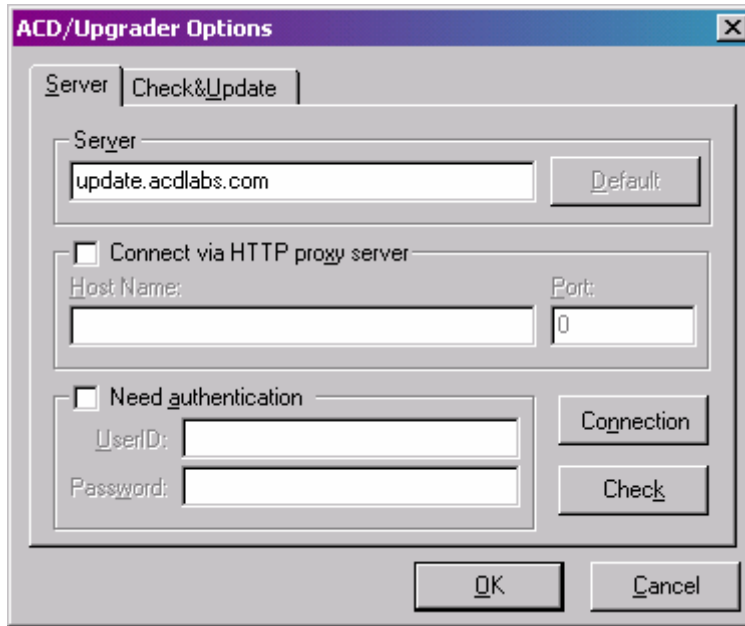 ACD/Upgrader Options
Server Check&Update
Server
update.acdlabs.com Default
Connect via HTTP proxy server
Host Name: Port:
0
Need authentication
UserID: Connection
Password: Check
OK Cancel